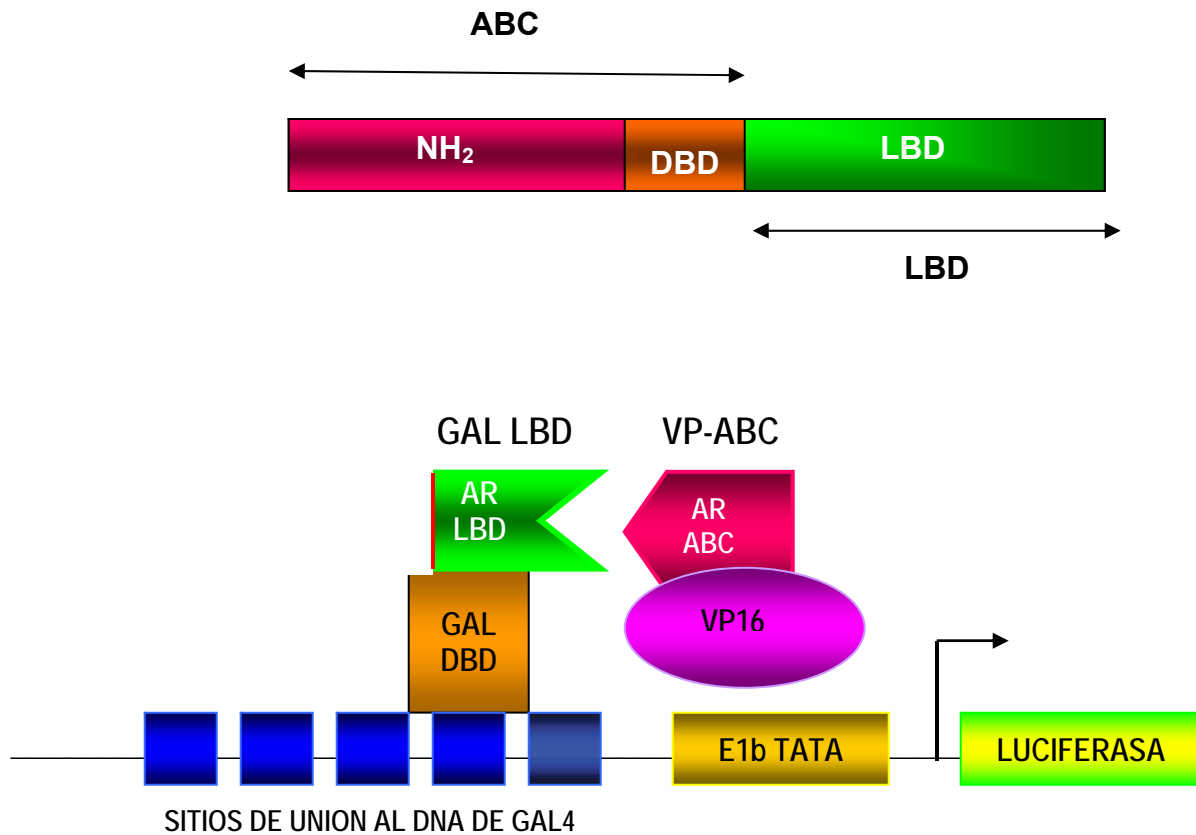 ABC
NH₂
DBD
LBD
LBD
GAL LBD
VP-ABC
AR
LBD
AR
ABC
GAL
DBD
VP16
E1b TATA
LUCIFERASA
SITIOS DE UNION AL DNA DE GAL4